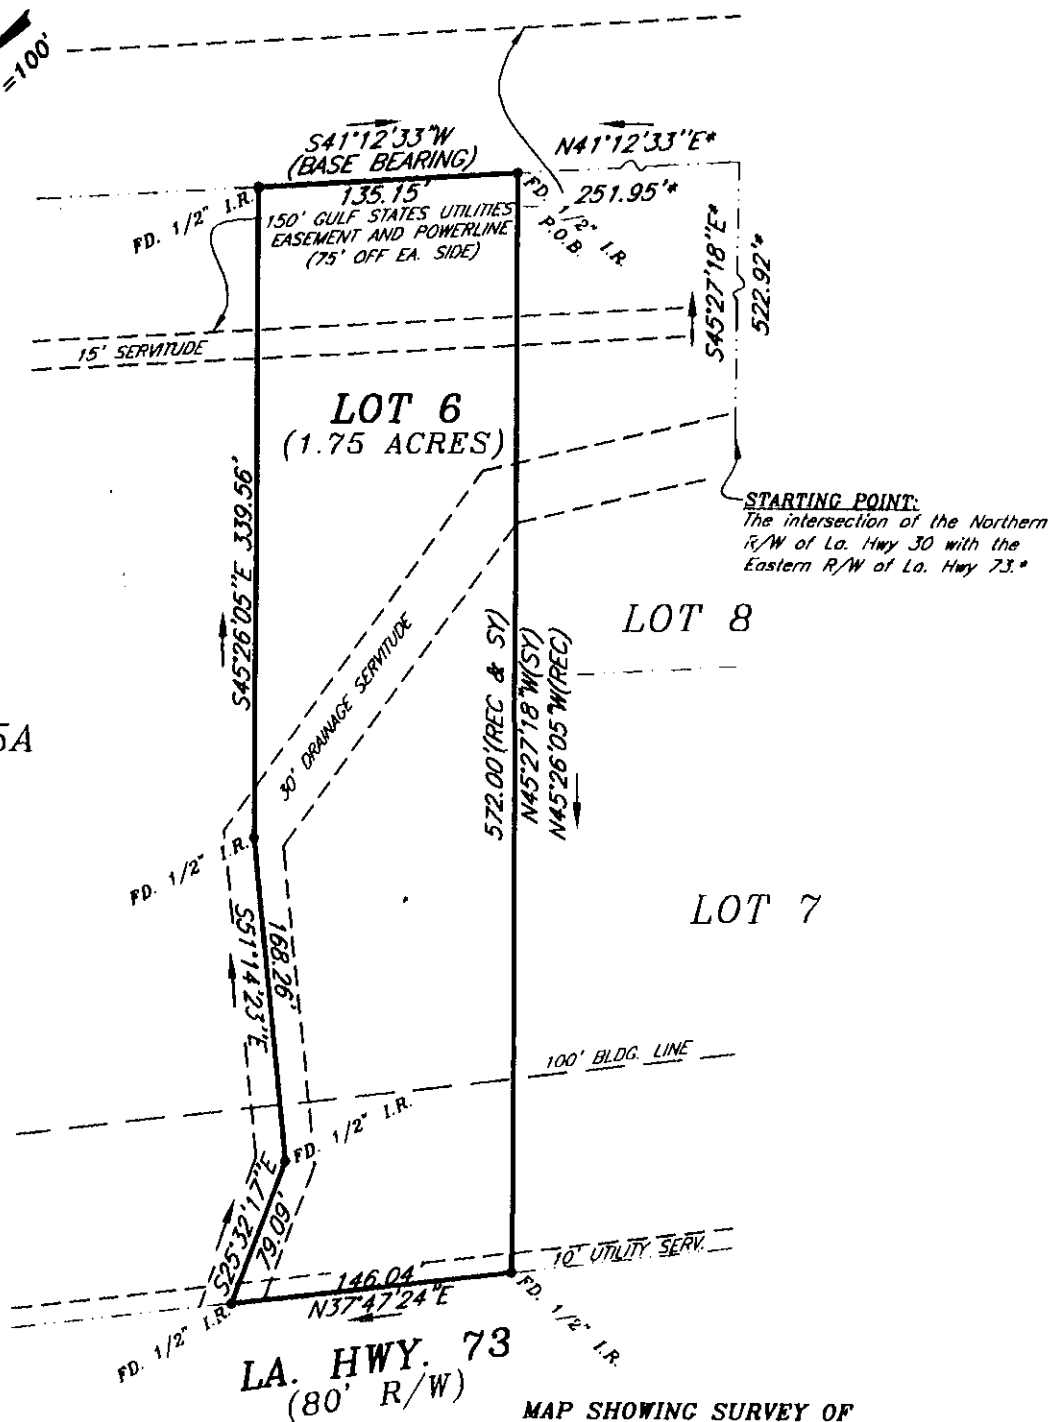 =100'
S41°12'33"W
(BASE BEARING)
135.15'
N41°12'33"E*
251.95'*
FD. 1/2" I.R.
FD. 1/2" I.R.
P.O.B.
150' GULF STATES UTILITIES
EASEMENT AND POWERLINE
(75' OFF EA. SIDE)
S45°27'18"E*
522.92'*
15' SERVITUDE
LOT 6
(1.75 ACRES)
STARTING POINT:
The intersection of the Northern
R/W of La. Hwy 30 with the
Eastern R/W of La. Hwy 73.*
S45°26'05"E 339.56'
30' DRAINAGE SERVITUDE
572.00'(REC & SY)
N45°27'18"W(SY)
N45°26'05"W(REC)
LOT 8
5A
FD. 1/2" I.R.
LOT 7
S51°14'23"E
168.26'
100' BLDG. LINE
FD. 1/2" I.R.
S25°32'17"E
79.09'
10' UTILITY SERV.
146.04'
N37°47'24"E
FD. 1/2" I.R.
FD. 1/2" I.R.
LA. HWY. 73
(80' R/W)
MAP SHOWING SURVEY OF